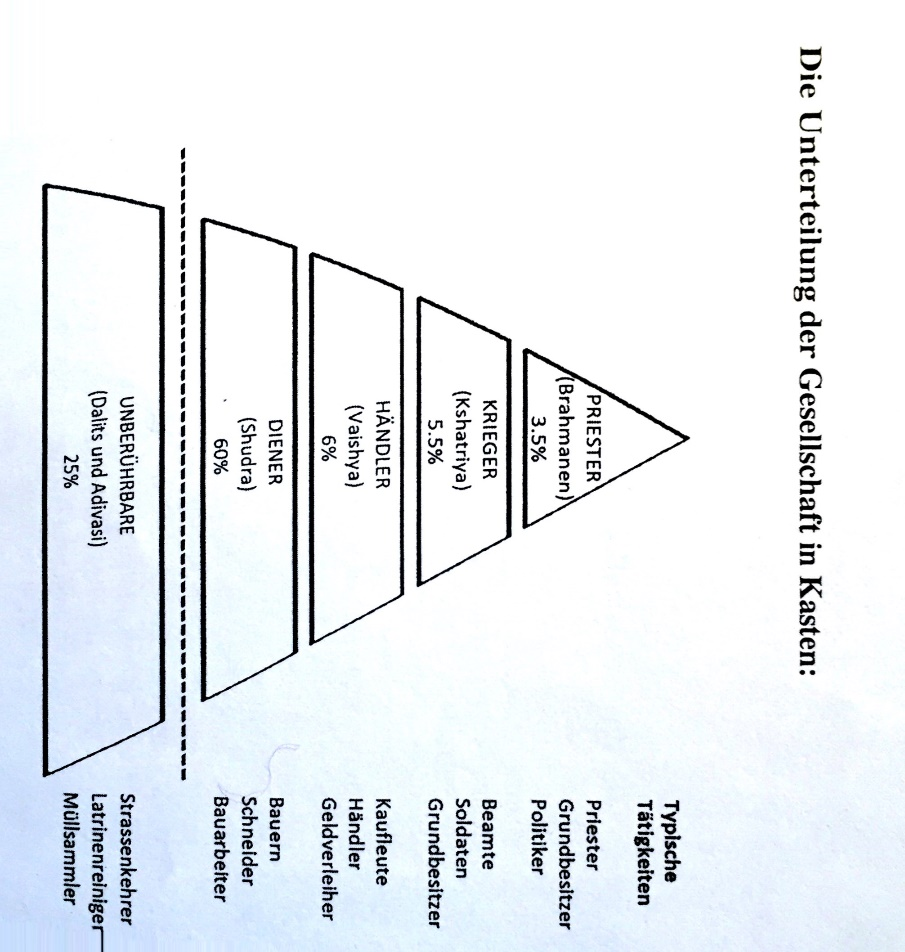 Die Unterteilung der Gesellschaft in Kasten:
Typische
Tätigkeiten
PRIESTER
(Brahmanen)
3.5%
Priester
Grundbesitzer
Politiker
KRIEGER
(Kshatriya)
5.5%
Beamte
Soldaten
Grundbesitzer
HÄNDLER
(Vaishya)
6%
Kaufleute
Händler
Geldverleiher
DIENER
(Shudra)
60%
Bauern
Schneider
Bauarbeiter
UNBERÜHRBARE
(Dalits und Adivasi)
25%
Strassenkehrer
Latrinenreiniger
Müllsammler